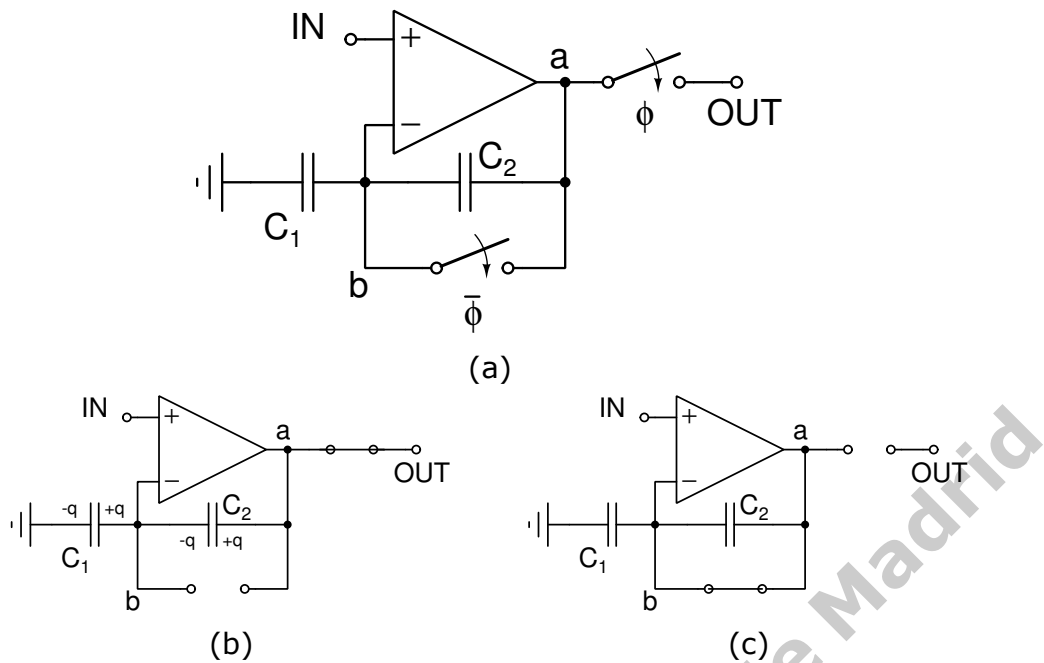 IN
+
a
−
ϕ
OUT
C₂
C₁
b
ϕ̅
(a)
IN
+
a
−
OUT
-q +q
C₂
C₁
-q +q
b
(b)
IN
+
a
−
OUT
C₂
C₁
b
(c)
e Madrid